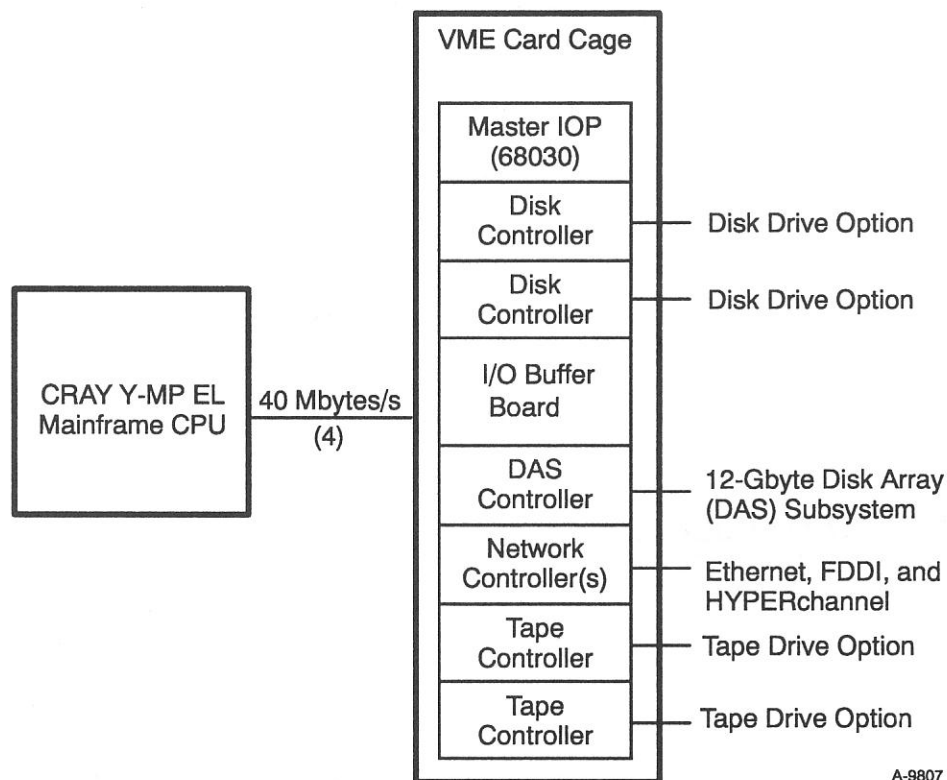 VME Card Cage
Master IOP
(68030)
Disk
Controller
Disk Drive Option
Disk
Controller
Disk Drive Option
CRAY Y-MP EL
Mainframe CPU
40 Mbytes/s
(4)
I/O Buffer
Board
DAS
Controller
12-Gbyte Disk Array
(DAS) Subsystem
Network
Controller(s)
Ethernet, FDDI, and
HYPERchannel
Tape
Controller
Tape Drive Option
Tape
Controller
Tape Drive Option
A-9807